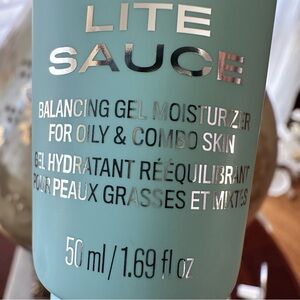 LITE
SAUCE
BALANCING GEL MOISTURIZER
FOR OILY & COMBO SKIN
GEL HYDRATANT RÉÉQUILIBRANT
POUR PEAUX GRASSES ET MIXTES
50 ml/1.69 fl oz